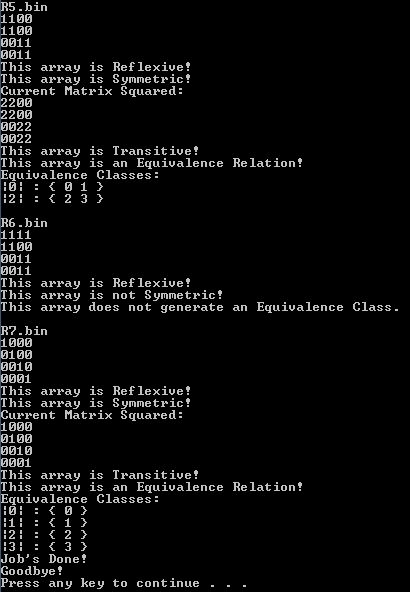 R5.bin
1100
1100
0011
0011
This array is Reflexive!
This array is Symmetric!
Current Matrix Squared:
2200
2200
0022
0022
This array is Transitive!
This array is an Equivalence Relation!
Equivalence Classes:
|0| : { 0 1 }
|2| : { 2 3 }
R6.bin
1111
1100
0011
0011
This array is Reflexive!
This array is not Symmetric!
This array does not generate an Equivalence Class.
R7.bin
1000
0100
0010
0001
This array is Reflexive!
This array is Symmetric!
Current Matrix Squared:
1000
0100
0010
0001
This array is Transitive!
This array is an Equivalence Relation!
Equivalence Classes:
|0| : { 0 }
|1| : { 1 }
|2| : { 2 }
|3| : { 3 }
Job's Done!
Goodbye!
Press any key to continue . . .